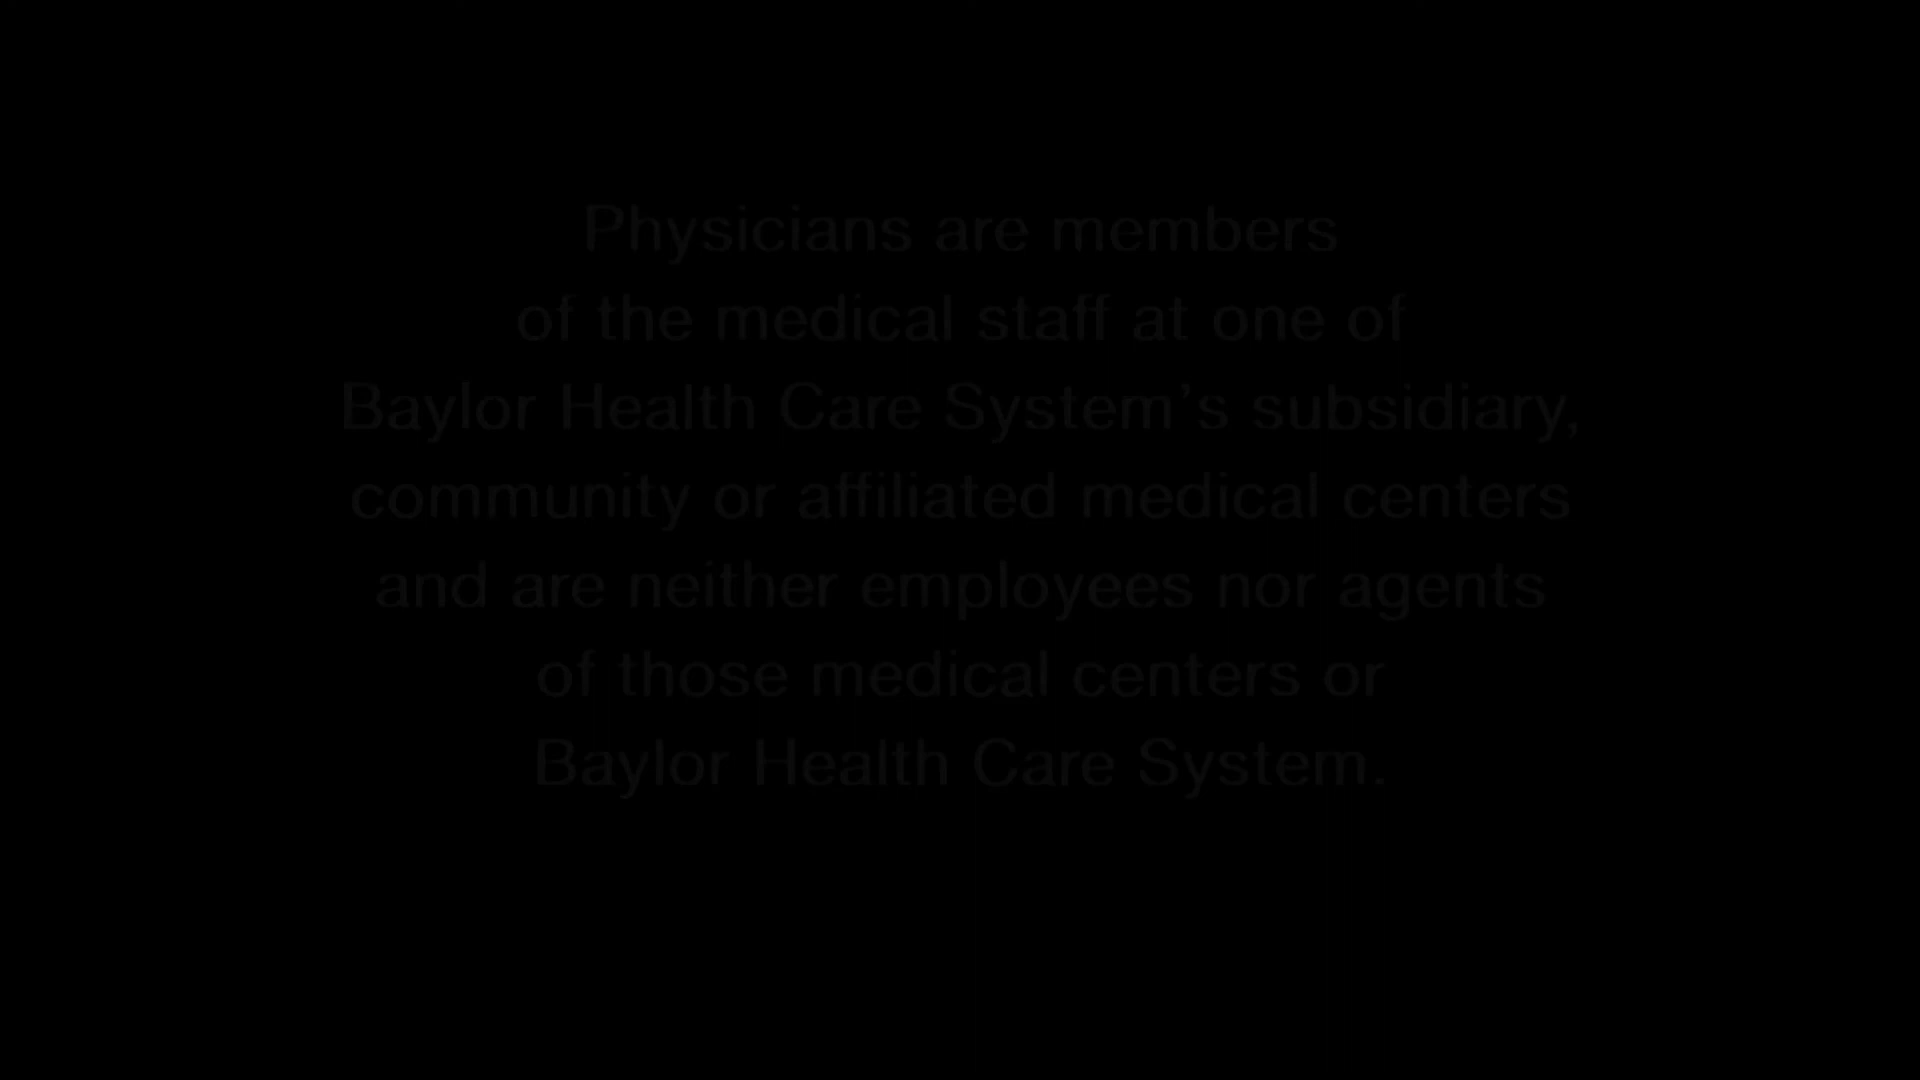 Physicians are members
of the medical staff at one of
Baylor Health Care System’s subsidiary,
community or affiliated medical centers
and are neither employees nor agents
of those medical centers or
Baylor Health Care System.